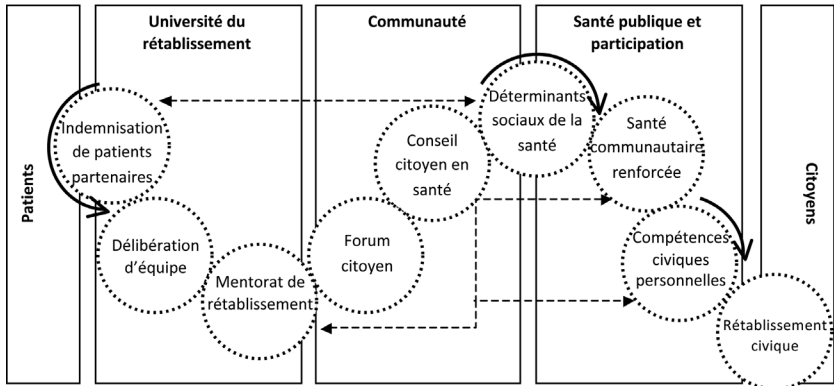 Patients
Université du
rétablissement
Communauté
Santé publique et
participation
Citoyens
Indemnisation
de patients
partenaires
Délibération
d'équipe
Mentorat de
rétablissement
Forum
citoyen
Conseil
citoyen en
santé
Déterminants
sociaux de la
santé
Santé
communautaire
renforcée
Compétences
civiques
personnelles
Rétablissement
civique